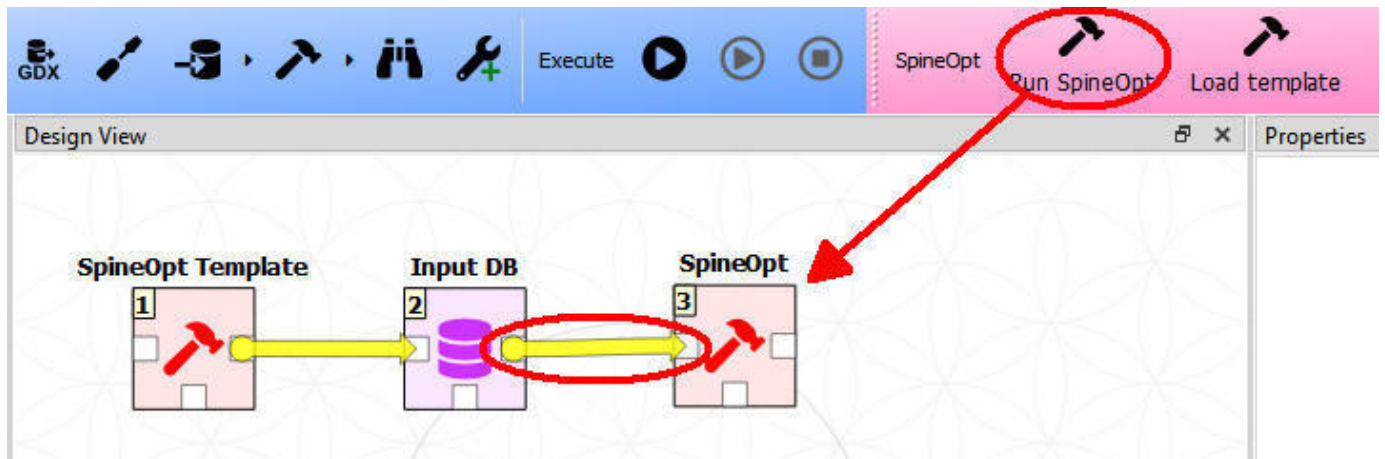 GDX
Execute
SpineOpt
Run SpineOpt
Load template
Design View
Properties
SpineOpt Template
Input DB
SpineOpt
1
2
3